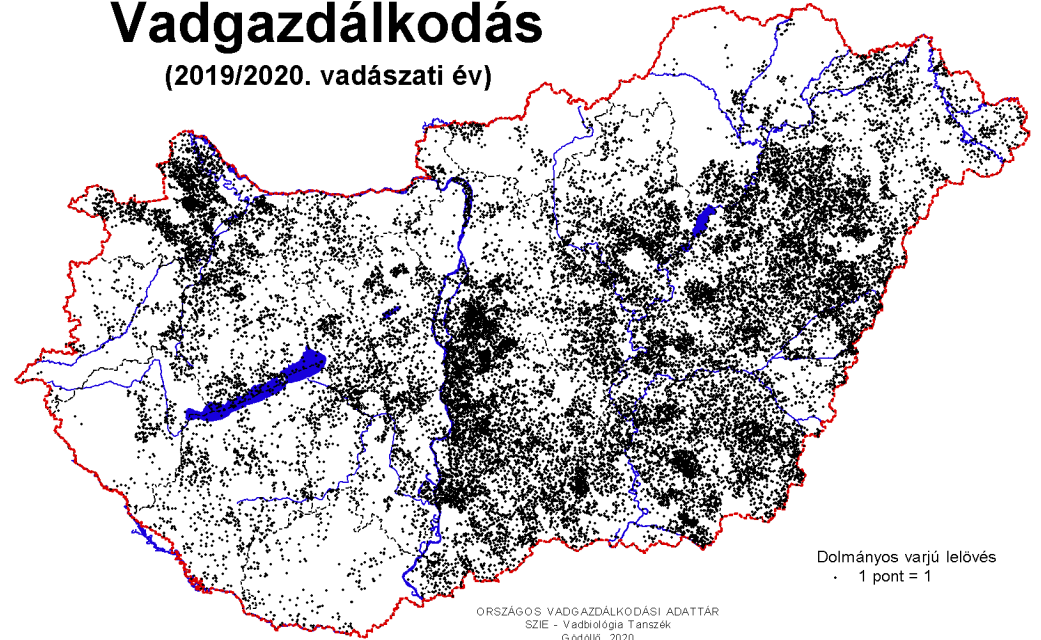 Vadgazdálkodás
(2019/2020. vadászati év)
Dolmányos varjú lelövés
1 pont = 1
ORSZÁGOS VADGAZDÁLKODÁSI ADATTÁR
SZIE - Vadbiológia Tanszék
Gödöllő, 2020